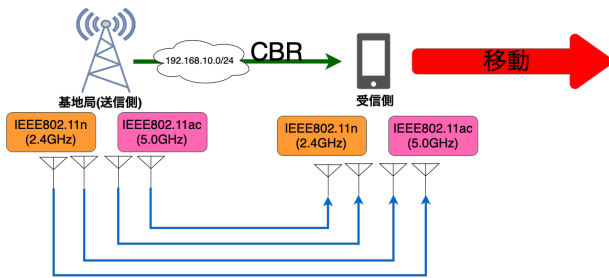 192.168.10.0/24
CBR
移動
基地局(送信側)
受信側
IEEE802.11n
(2.4GHz)
IEEE802.11ac
(5.0GHz)
IEEE802.11n
(2.4GHz)
IEEE802.11ac
(5.0GHz)